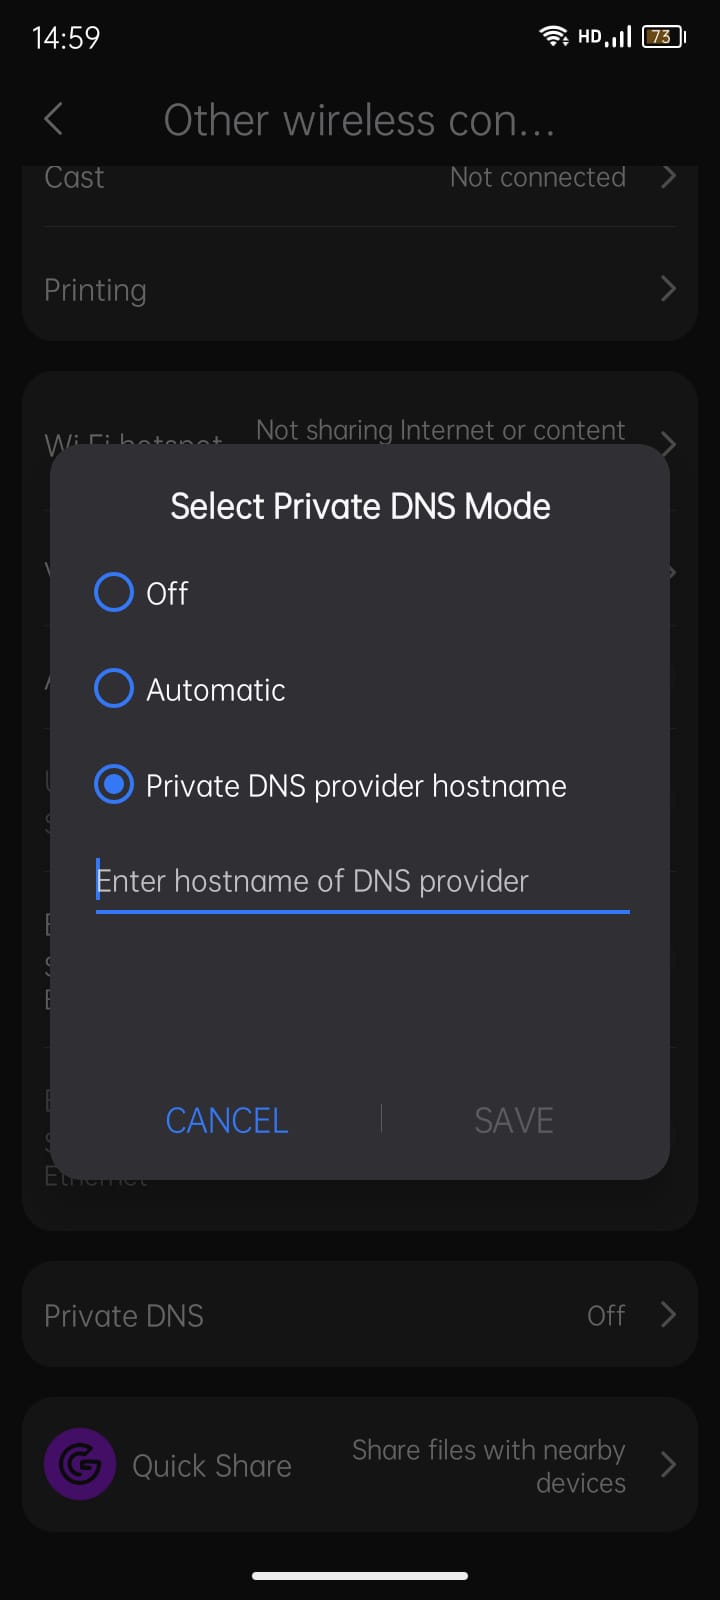 14:59
HD
73
Other wireless con...
Cast
Not connected
Printing
Not sharing Internet or content
Wi-Fi hotspot
Select Private DNS Mode
Off
Automatic
Private DNS provider hostname
Enter hostname of DNS provider
CANCEL
SAVE
Ethernet
Private DNS
Off
Quick Share
Share files with nearby
devices